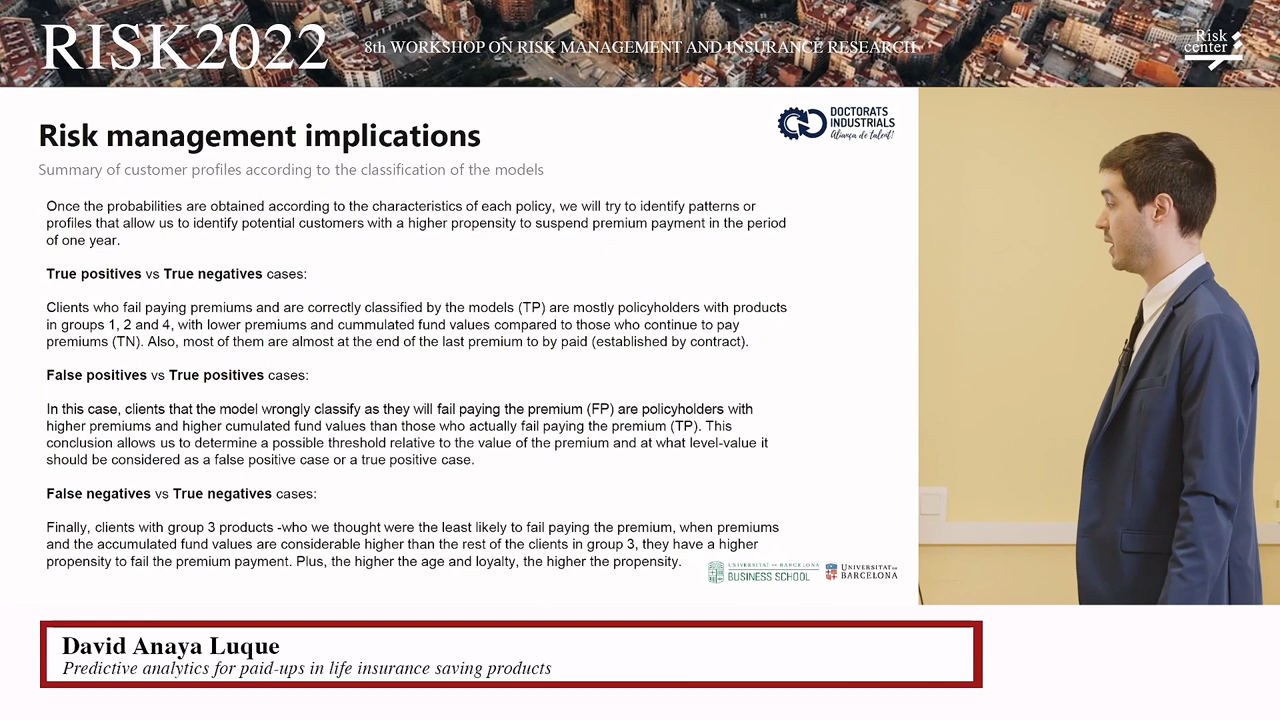 RISK2022
8th WORKSHOP ON RISK MANAGEMENT AND INSURANCE RESEARCH
Risk
center
DOCTORATS
INDUSTRIALS
Aliança de talent!
Risk management implications
Summary of customer profiles according to the classification of the models
Once the probabilities are obtained according to the characteristics of each policy, we will try to identify patterns or
profiles that allow us to identify potential customers with a higher propensity to suspend premium payment in the period
of one year.
True positives vs True negatives cases:
Clients who fail paying premiums and are correctly classified by the models (TP) are mostly policyholders with products
in groups 1, 2 and 4, with lower premiums and cummulated fund values compared to those who continue to pay
premiums (TN). Also, most of them are almost at the end of the last premium to by paid (established by contract).
False positives vs True positives cases:
In this case, clients that the model wrongly classify as they will fail paying the premium (FP) are policyholders with
higher premiums and higher cumulated fund values than those who actually fail paying the premium (TP). This
conclusion allows us to determine a possible threshold relative to the value of the premium and at what level-value it
should be considered as a false positive case or a true positive case.
False negatives vs True negatives cases:
Finally, clients with group 3 products -who we thought were the least likely to fail paying the premium, when premiums
and the accumulated fund values are considerable higher than the rest of the clients in group 3, they have a higher
propensity to fail the premium payment. Plus, the higher the age and loyalty, the higher the propensity.
UNIVERSITAT DE BARCELONA
BUSINESS SCHOOL
UNIVERSITAT DE
BARCELONA
David Anaya Luque
Predictive analytics for paid-ups in life insurance saving products